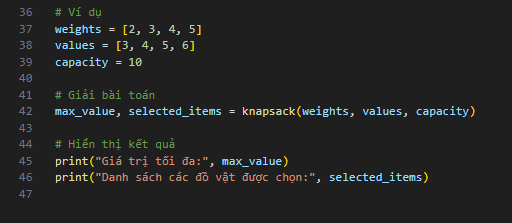 36 # Ví dụ
37 weights = [2, 3, 4, 5]
38 values = [3, 4, 5, 6]
39 capacity = 10
40
41 # Giải bài toán
42 max_value, selected_items = knapsack(weights, values, capacity)
43
44 # Hiển thị kết quả
45 print("Giá trị tối đa:", max_value)
46 print("Danh sách các đồ vật được chọn:", selected_items)
47